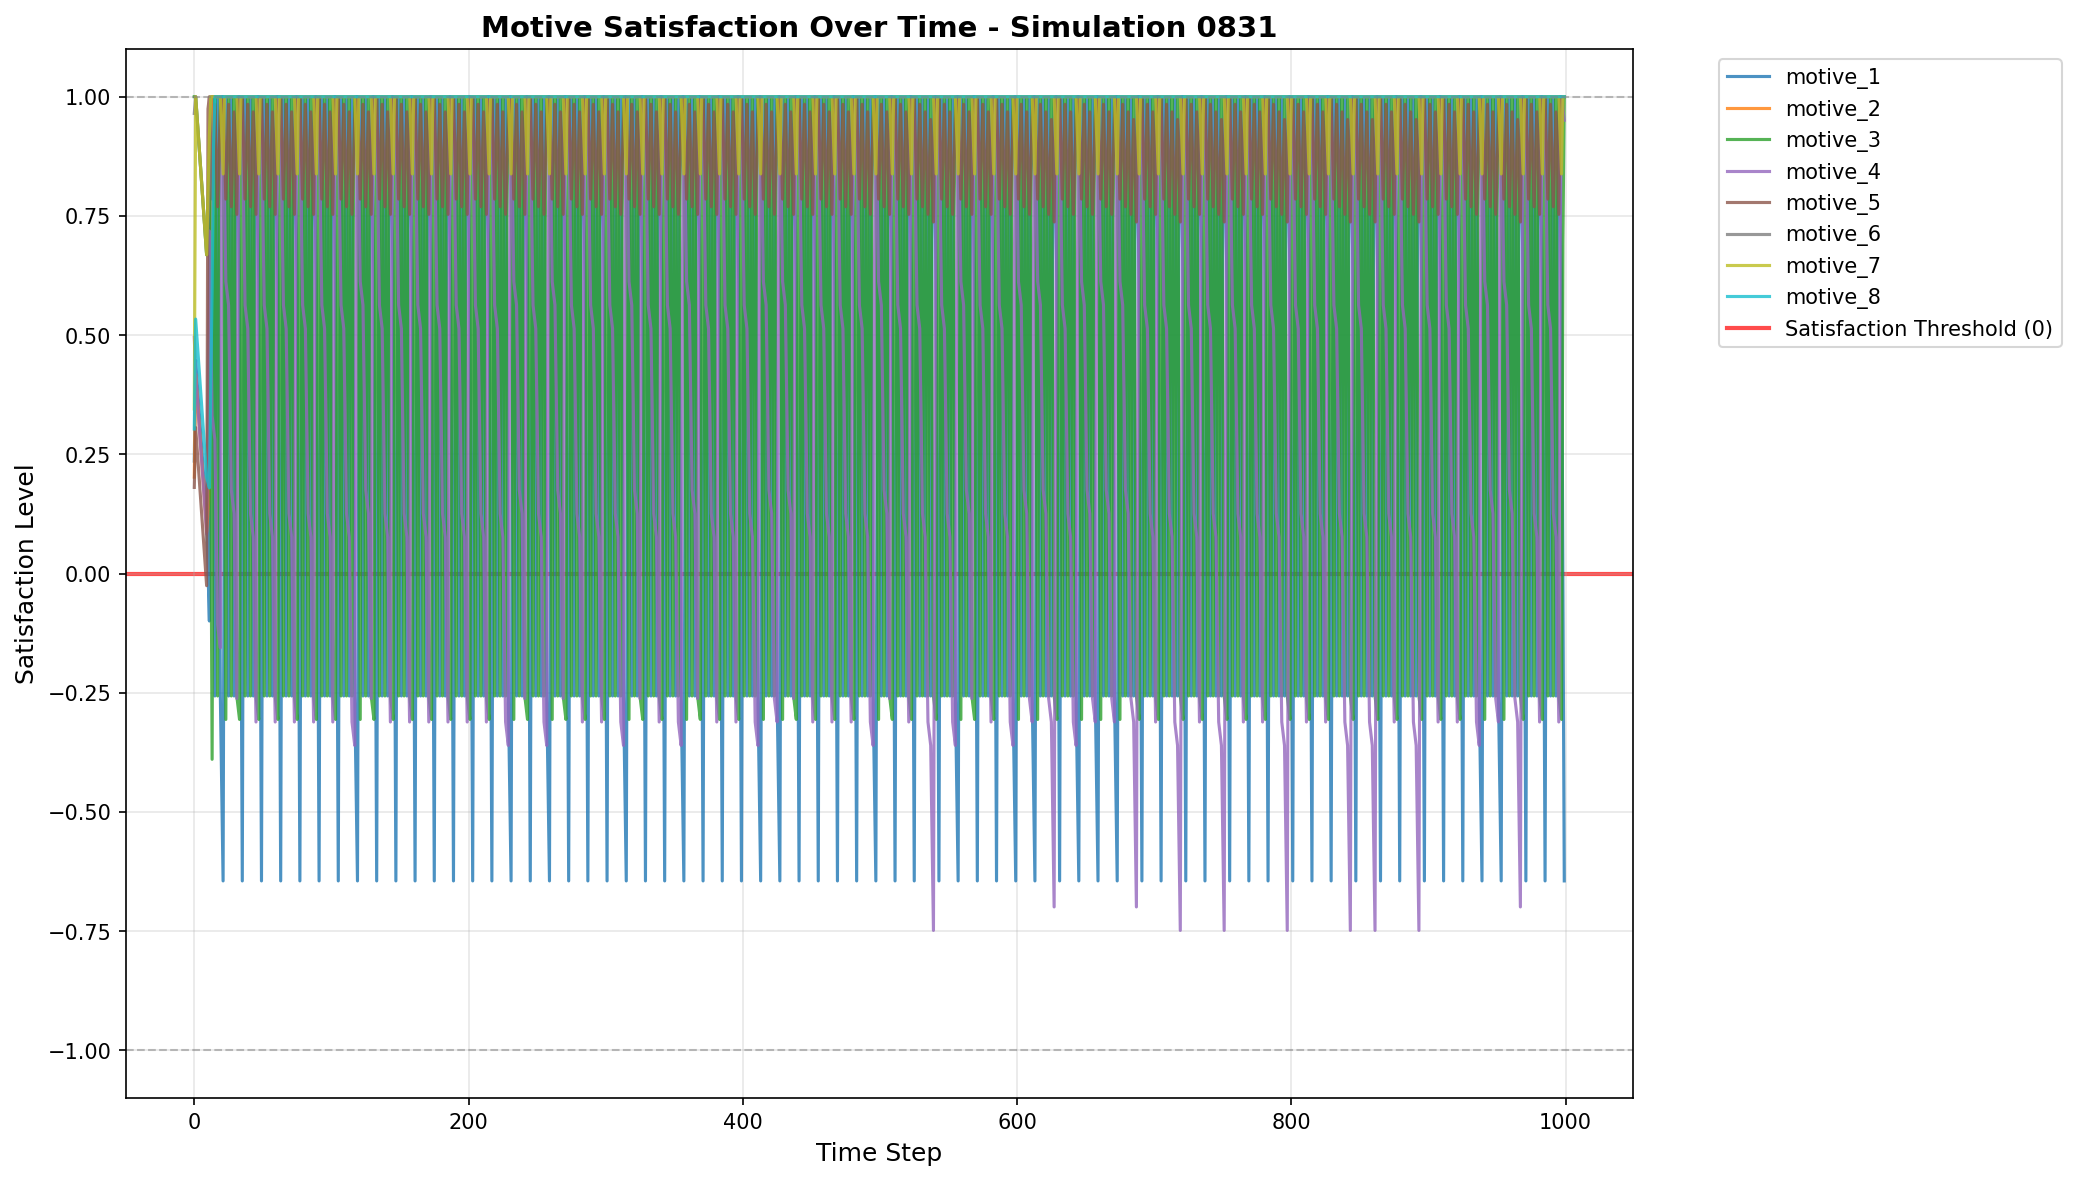 Motive Satisfaction Over Time - Simulation 0831
Satisfaction Level
1.00
0.75
0.50
0.25
0.00
−0.25
−0.50
−0.75
−1.00
0
200
400
600
800
1000
Time Step
motive_1
motive_2
motive_3
motive_4
motive_5
motive_6
motive_7
motive_8
Satisfaction Threshold (0)